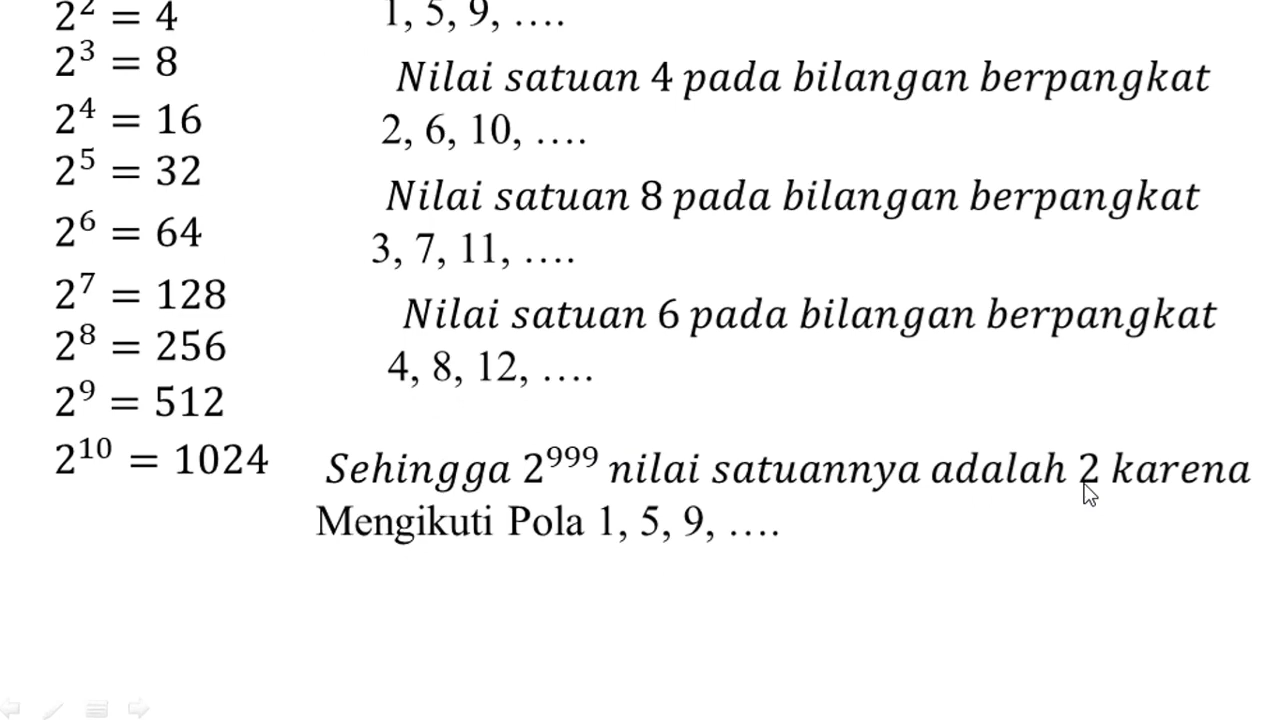 2² = 4
2³ = 8
2⁴ = 16
2⁵ = 32
2⁶ = 64
2⁷ = 128
2⁸ = 256
2⁹ = 512
2¹⁰ = 1024
1, 5, 9, ….
Nilai satuan 4 pada bilangan berpangkat
2, 6, 10, ….
Nilai satuan 8 pada bilangan berpangkat
3, 7, 11, ….
Nilai satuan 6 pada bilangan berpangkat
4, 8, 12, ….
Sehingga 2⁹⁹⁹ nilai satuannya adalah 2 karena
Mengikuti Pola 1, 5, 9, ….